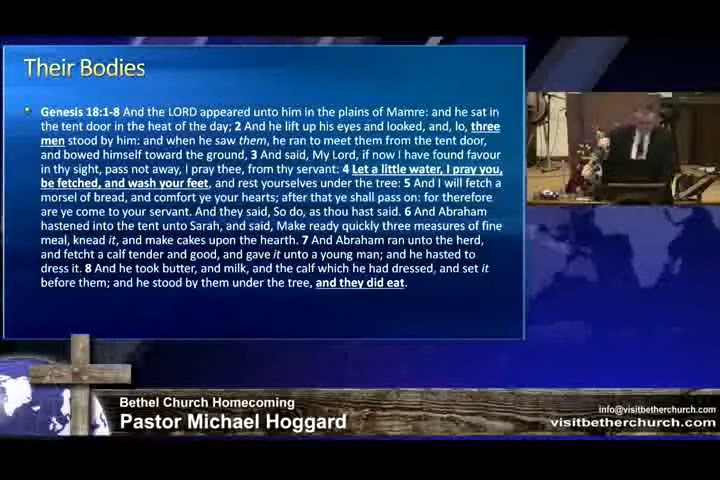 Their Bodies
Genesis 18:1-8 And the LORD appeared unto him in the plains of Mamre: and he sat in
the tent door in the heat of the day; 2 And he lift up his eyes and looked, and, lo, three
men stood by him: and when he saw them, he ran to meet them from the tent door,
and bowed himself toward the ground, 3 And said, My Lord, if now I have found favour
in thy sight, pass not away, I pray thee, from thy servant: 4 Let a little water, I pray you,
be fetched, and wash your feet, and rest yourselves under the tree: 5 And I will fetch a
morsel of bread, and comfort ye your hearts; after that ye shall pass on: for therefore
are ye come to your servant. And they said, So do, as thou hast said. 6 And Abraham
hastened into the tent unto Sarah, and said, Make ready quickly three measures of fine
meal, knead it, and make cakes upon the hearth. 7 And Abraham ran unto the herd,
and fetcht a calf tender and good, and gave it unto a young man; and he hasted to
dress it. 8 And he took butter, and milk, and the calf which he had dressed, and set it
before them; and he stood by them under the tree, and they did eat.
Bethel Church Homecoming
Pastor Michael Hoggard
info@visitbetherchurch.com
visitbetherchurch.com